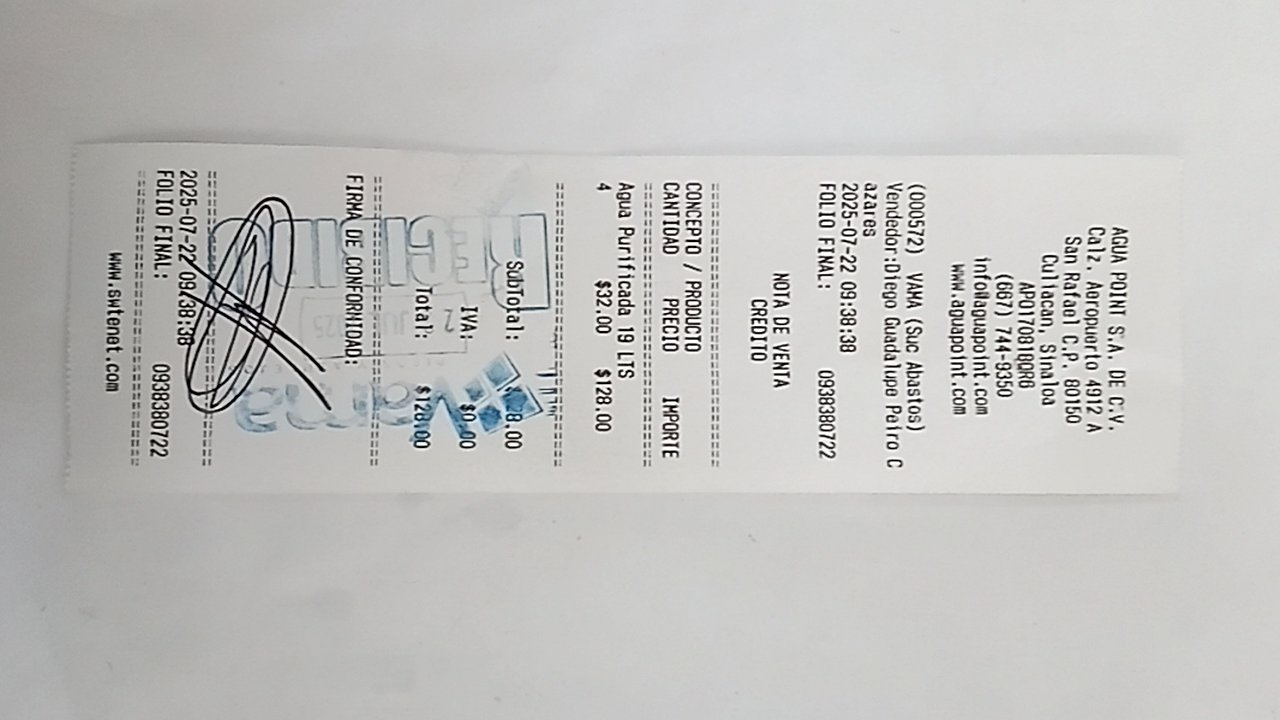 AGUA POINT S.A. DE C.V.
Calz. Aeropuerto 4912 A
San Rafael C.P. 80150
Culiacan, Sinaloa
APO170818QR6
(667) 744-9350
info@aguapoint.com
www.aguapoint.com
(000572) VAMA (Suc Abastos)
Vendedor:Diego Guadalupe Peiro C
azares
2025-07-22 09:38:38
FOLIO FINAL: 0938380722
NOTA DE VENTA
CREDITO
CONCEPTO / PRODUCTO
CANTIDAD PRECIO IMPORTE
Agua Purificada 19 LTS
4 $32.00 $128.00
SubTotal: $128.00
IVA: $0.00
Total: $128.00
FIRMA DE CONFORMIDAD:
2025-07-22 09:38:38
FOLIO FINAL: 0938380722
www.swtenet.com